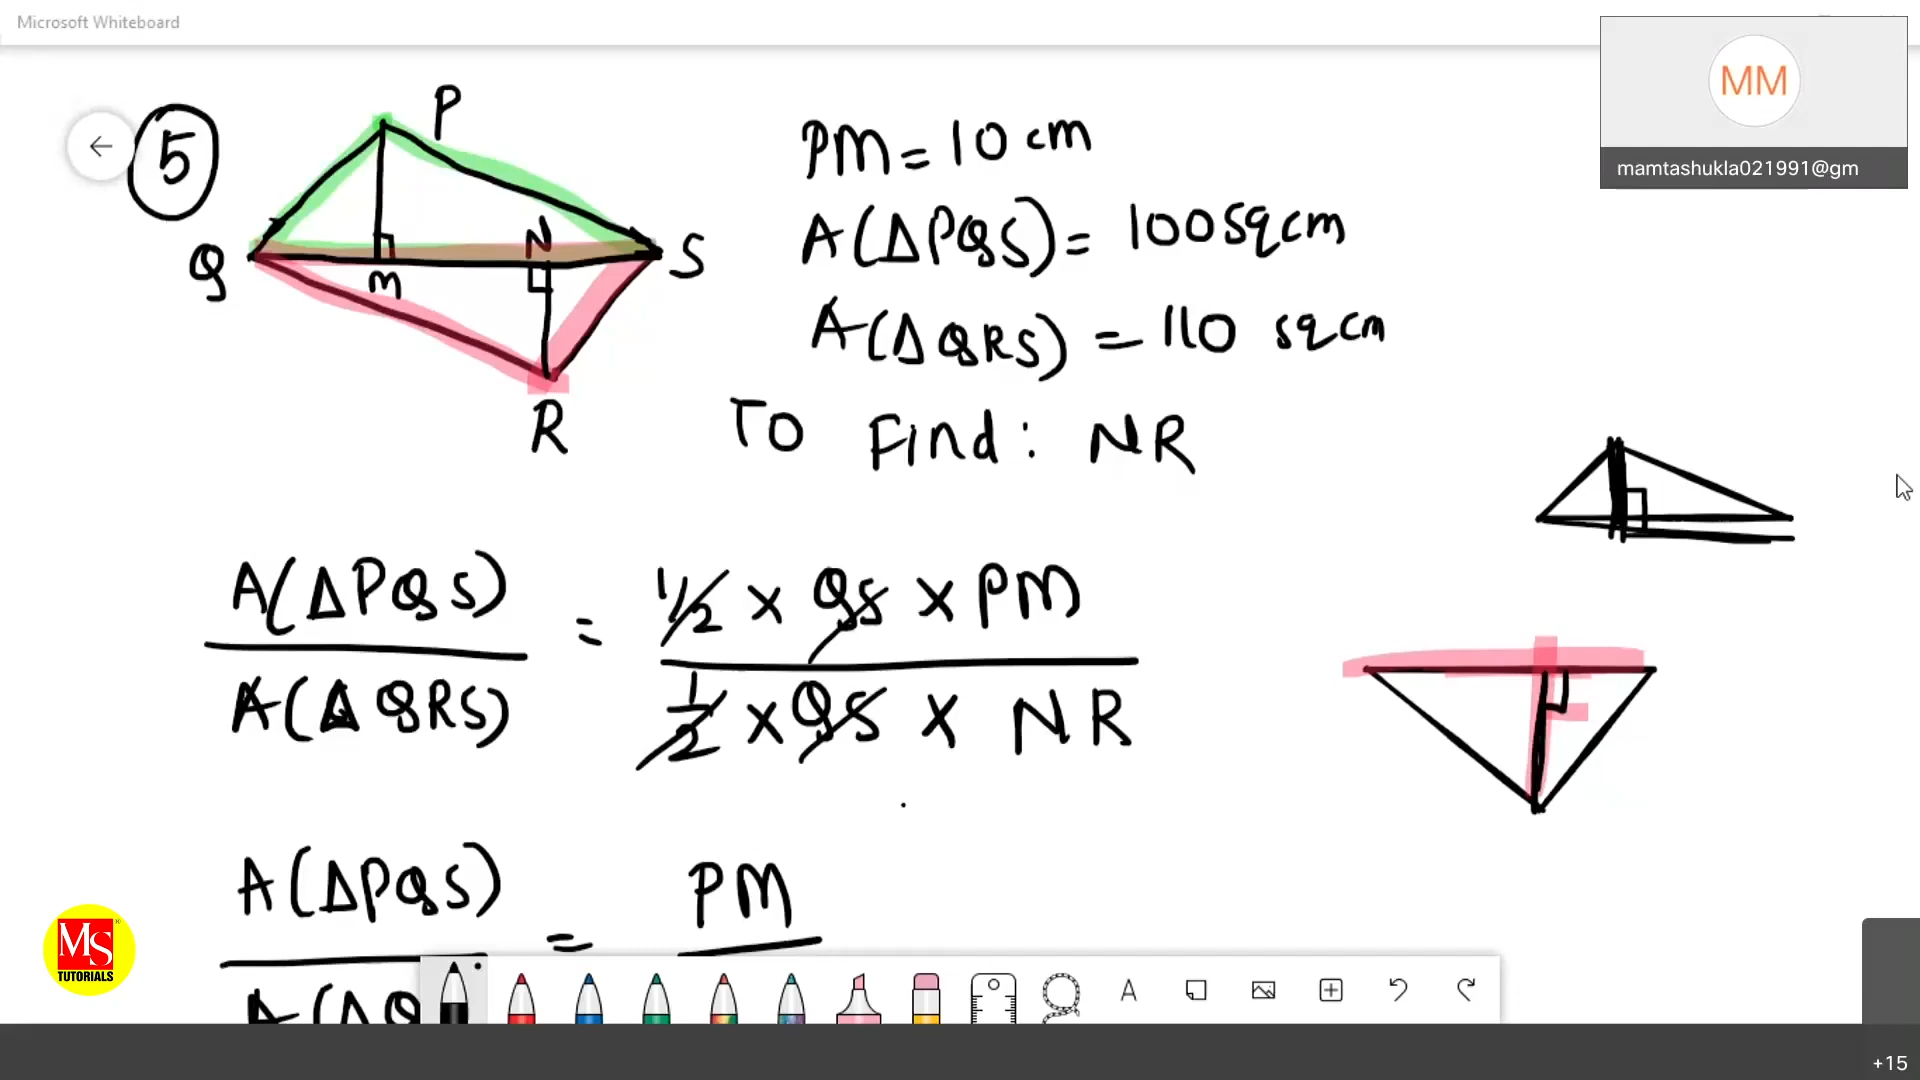 Microsoft Whiteboard
MM
mamtashukla021991@gm
5
P
Q
M
N
S
R
PM = 10 cm
A(ΔPQS) = 100 sq cm
A(ΔQRS) = 110 sq cm
TO Find: NR
A(ΔPQS) / A(ΔQRS) = 1/2 × QS × PM / 1/2 × QS × NR
A(ΔPQS) = PM
A(ΔQ
MS
TUTORIALS
A
+15